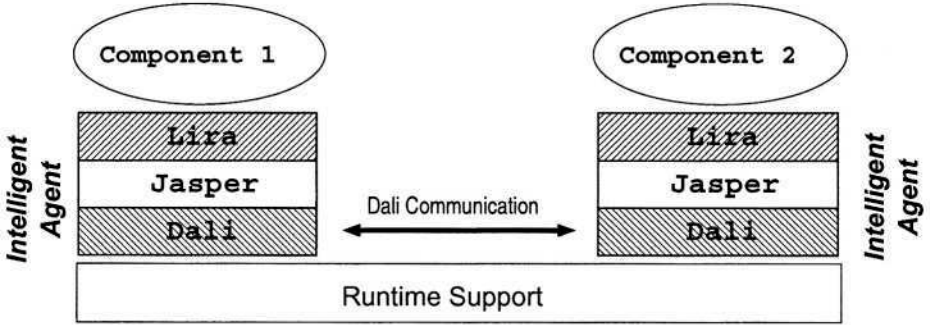 Component 1
Component 2
Intelligent
Agent
Lira
Jasper
Dali
Dali Communication
Lira
Jasper
Dali
Intelligent
Agent
Runtime Support